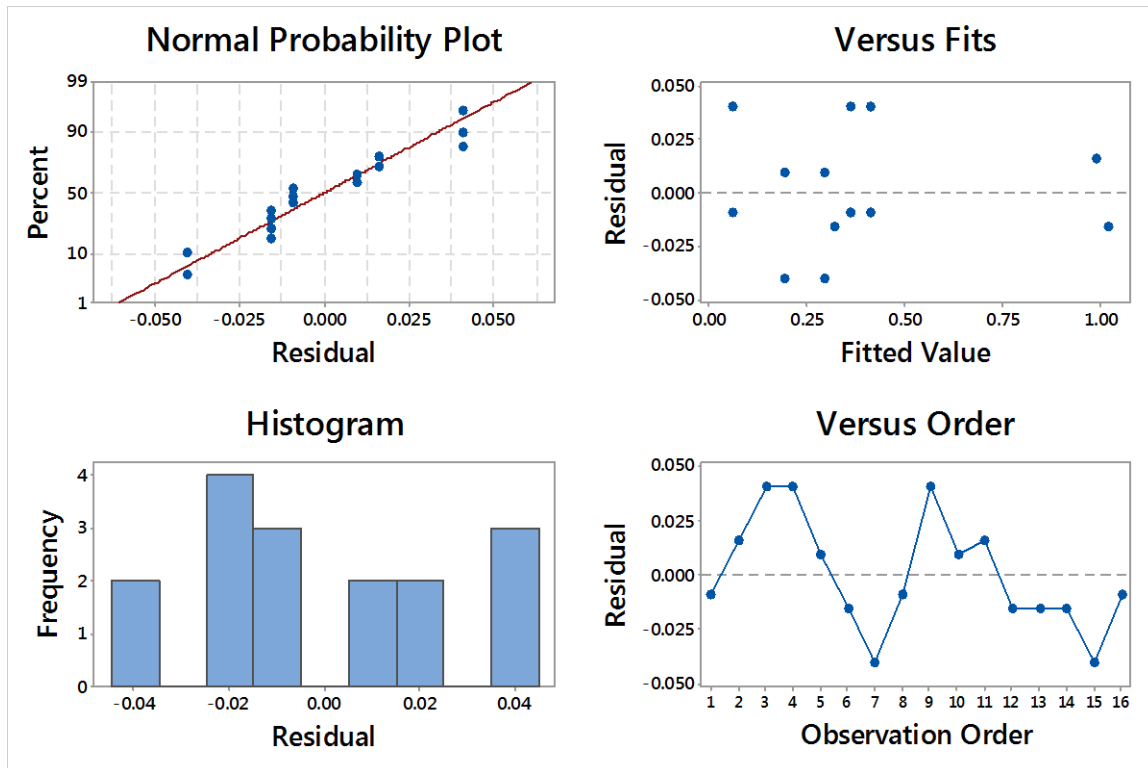 Normal Probability Plot
99
90
50
10
1
Percent
-0.050 -0.025 0.000 0.025 0.050
Residual
Versus Fits
0.050
0.025
0.000
-0.025
-0.050
Residual
0.00 0.25 0.50 0.75 1.00
Fitted Value
Histogram
4
3
2
1
0
Frequency
-0.04 -0.02 0.00 0.02 0.04
Residual
Versus Order
0.050
0.025
0.000
-0.025
-0.050
Residual
1 2 3 4 5 6 7 8 9 10 11 12 13 14 15 16
Observation Order